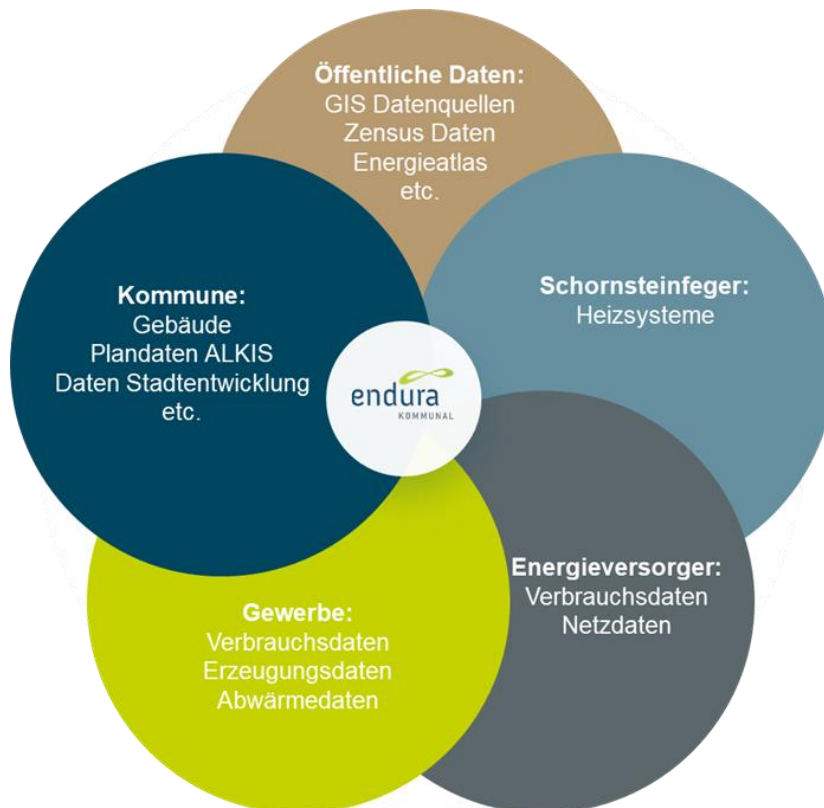 Öffentliche Daten:
GIS Datenquellen
Zensus Daten
Energieatlas
etc.
Kommune:
Gebäude
Plandaten ALKIS
Daten Stadtentwicklung
etc.
Schornsteinfeger:
Heizsysteme
endura
KOMMUNAL
Gewerbe:
Verbrauchsdaten
Erzeugungsdaten
Abwärmedaten
Energieversorger:
Verbrauchsdaten
Netzdaten